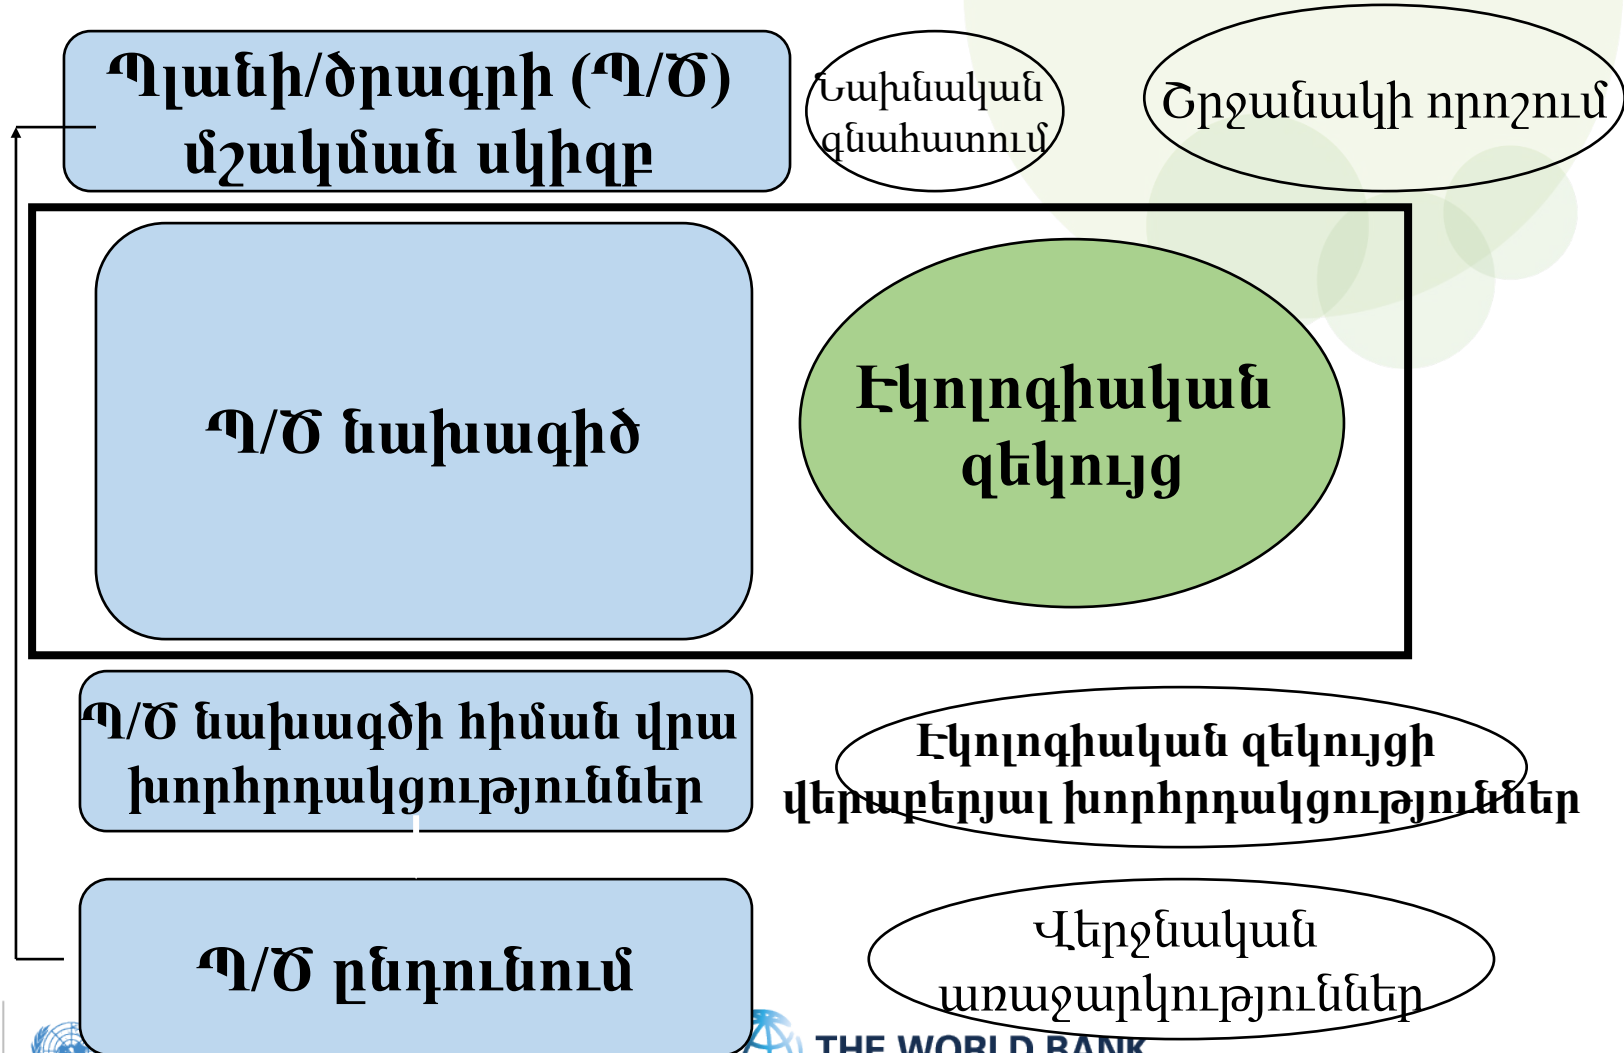 Պլանի/ծրագրի (Պ/Ծ)
մշակման սկիզբ
Նախնական
գնահատում
Շրջանակի որոշում
Պ/Ծ նախագիծ
Էկոլոգիական
զեկույց
Պ/Ծ նախագծի հիման վրա
խորհրդակցություններ
Էկոլոգիական զեկույցի
վերաբերյալ խորհրդակցություններ
Պ/Ծ ընդունում
Վերջնական
առաջարկություններ
THE WORLD BANK